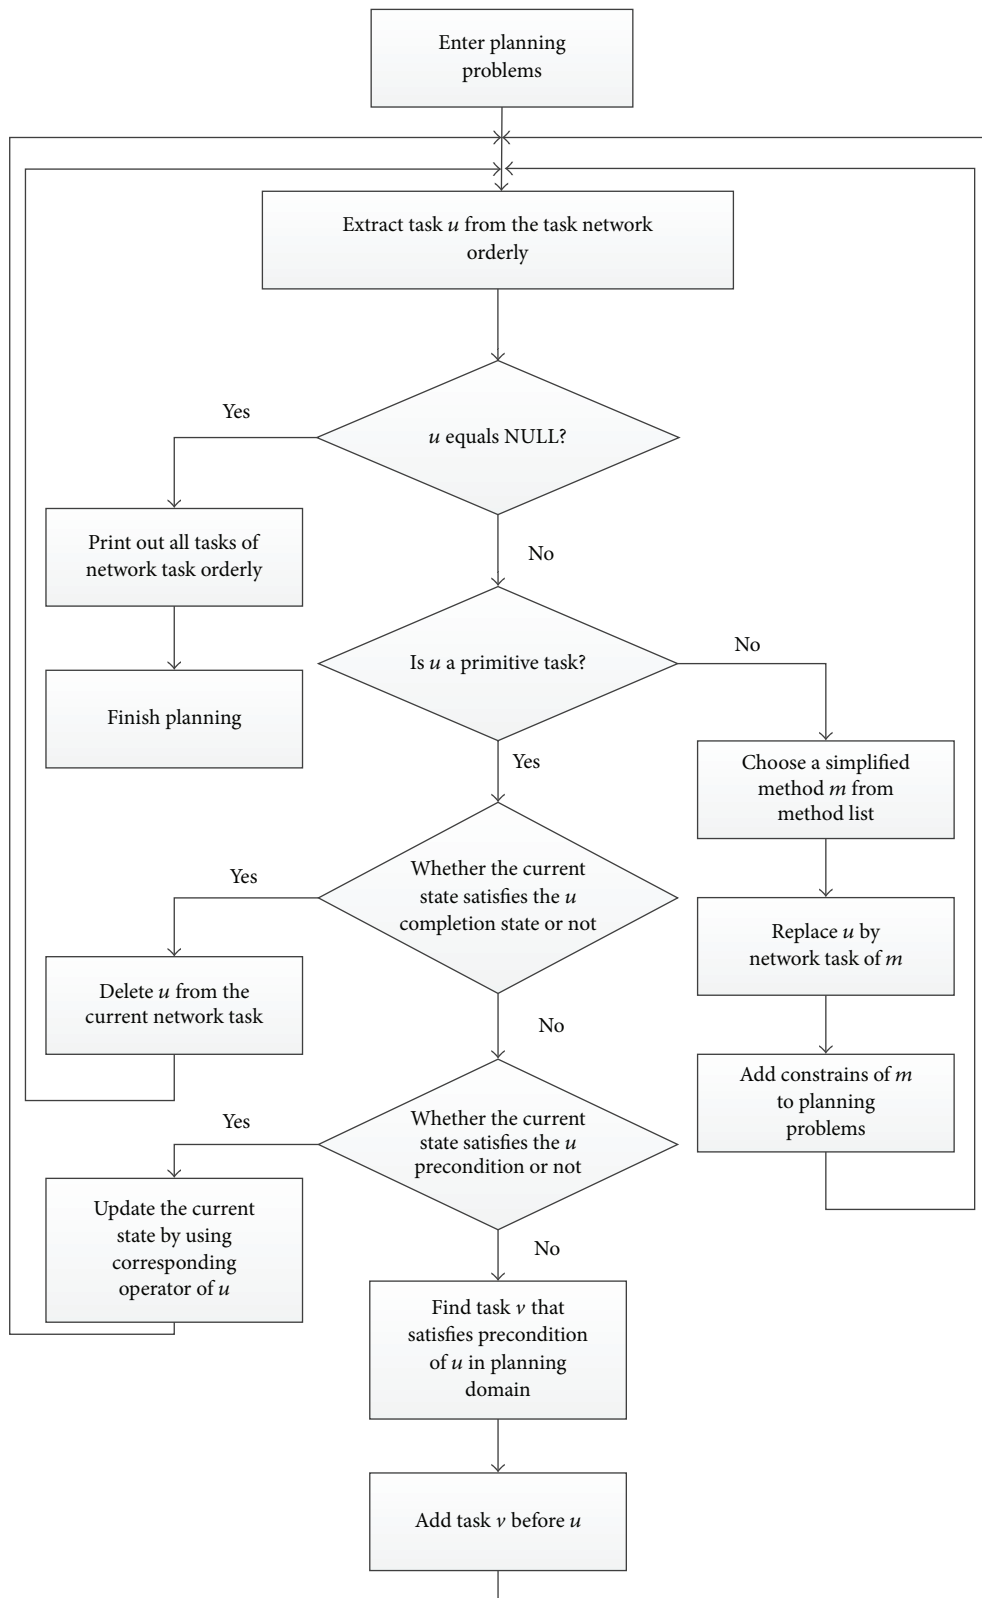 Enter planning
problems
Extract task u from the task network
orderly
Yes
u equals NULL?
Print out all tasks of
network task orderly
No
Is u a primitive task?
No
Finish planning
Yes
Choose a simplified
method m from
method list
Yes
Whether the current
state satisfies the u
completion state or not
Replace u by
network task of m
Delete u from the
current network task
No
Add constrains of m
to planning
problems
Yes
Whether the current
state satisfies the u
precondition or not
Update the current
state by using
corresponding
operator of u
No
Find task v that
satisfies precondition
of u in planning
domain
Add task v before u